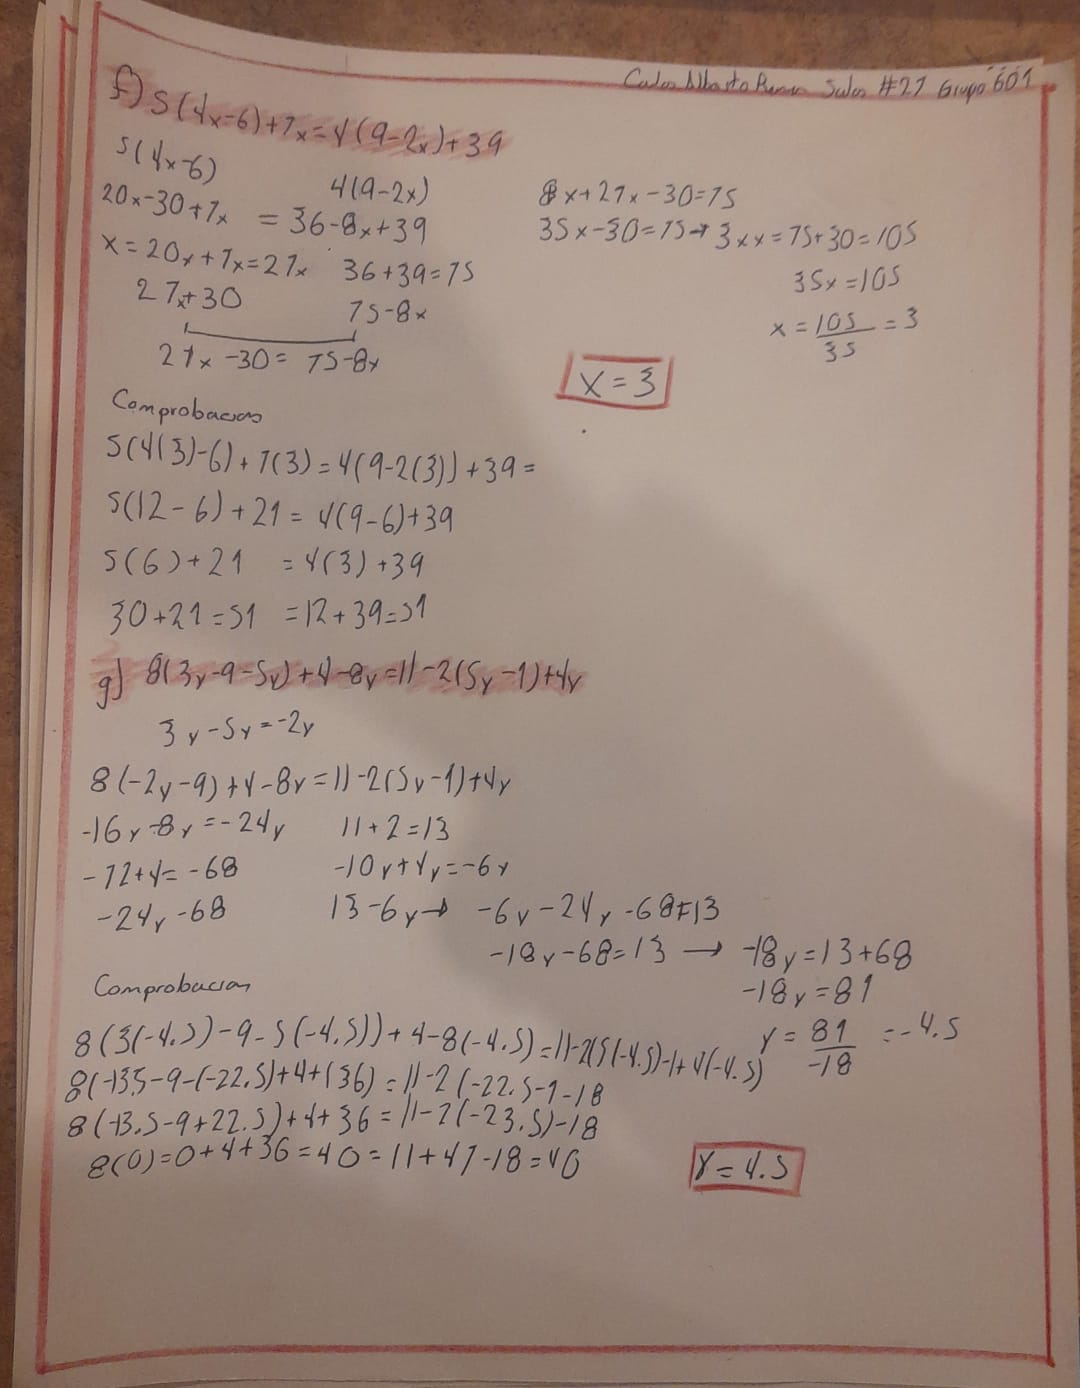 #27 Grupo 601
f) 5(4x-6)+7x=4(9-2x)+39
5(4x-6)
4(9-2x)
20x-30+7x = 36-8x+39
x=20x+7x=27x 36+39=75
27x+30
75-8x
27x-30= 75-8x
8x+27x-30=75
35x-30=75→ 3xx=75+30=105
35x=105
x=105/35=3
x=3
Comprobacion
5(4(3)-6)+7(3)=4(9-2(3))+39=
5(12-6)+21= 4(9-6)+39
5(6)+21 =4(3)+39
30+21=51 =12+39=51
g) 8(3y-9-5y)+4-8y=11-2(5y-1)+4y
3y-5y=-2y
8(-2y-9)+4-8y=11-2(5y-1)+4y
-16y-8y=-24y 11+2=13
-72+4=-68 -10y+4y=-6y
-24y-68 13-6y→ -6y-24y-68=13
-18y-68=13 → -18y=13+68
-18y=81
y=81/-18 =-4.5
Comprobacion
8(3(-4.5)-9-5(-4.5))+4-8(-4.5)=11-2(5(-4.5)-1+4(-4.5)
8(-13.5-9-(-22.5)+4+(36)=11-2(-22.5-1-18
8(-13.5-9+22.5)+4+36=11-2(-23.5)-18
8(0)=0+4+36=40=11+47-18=40
y=4.5